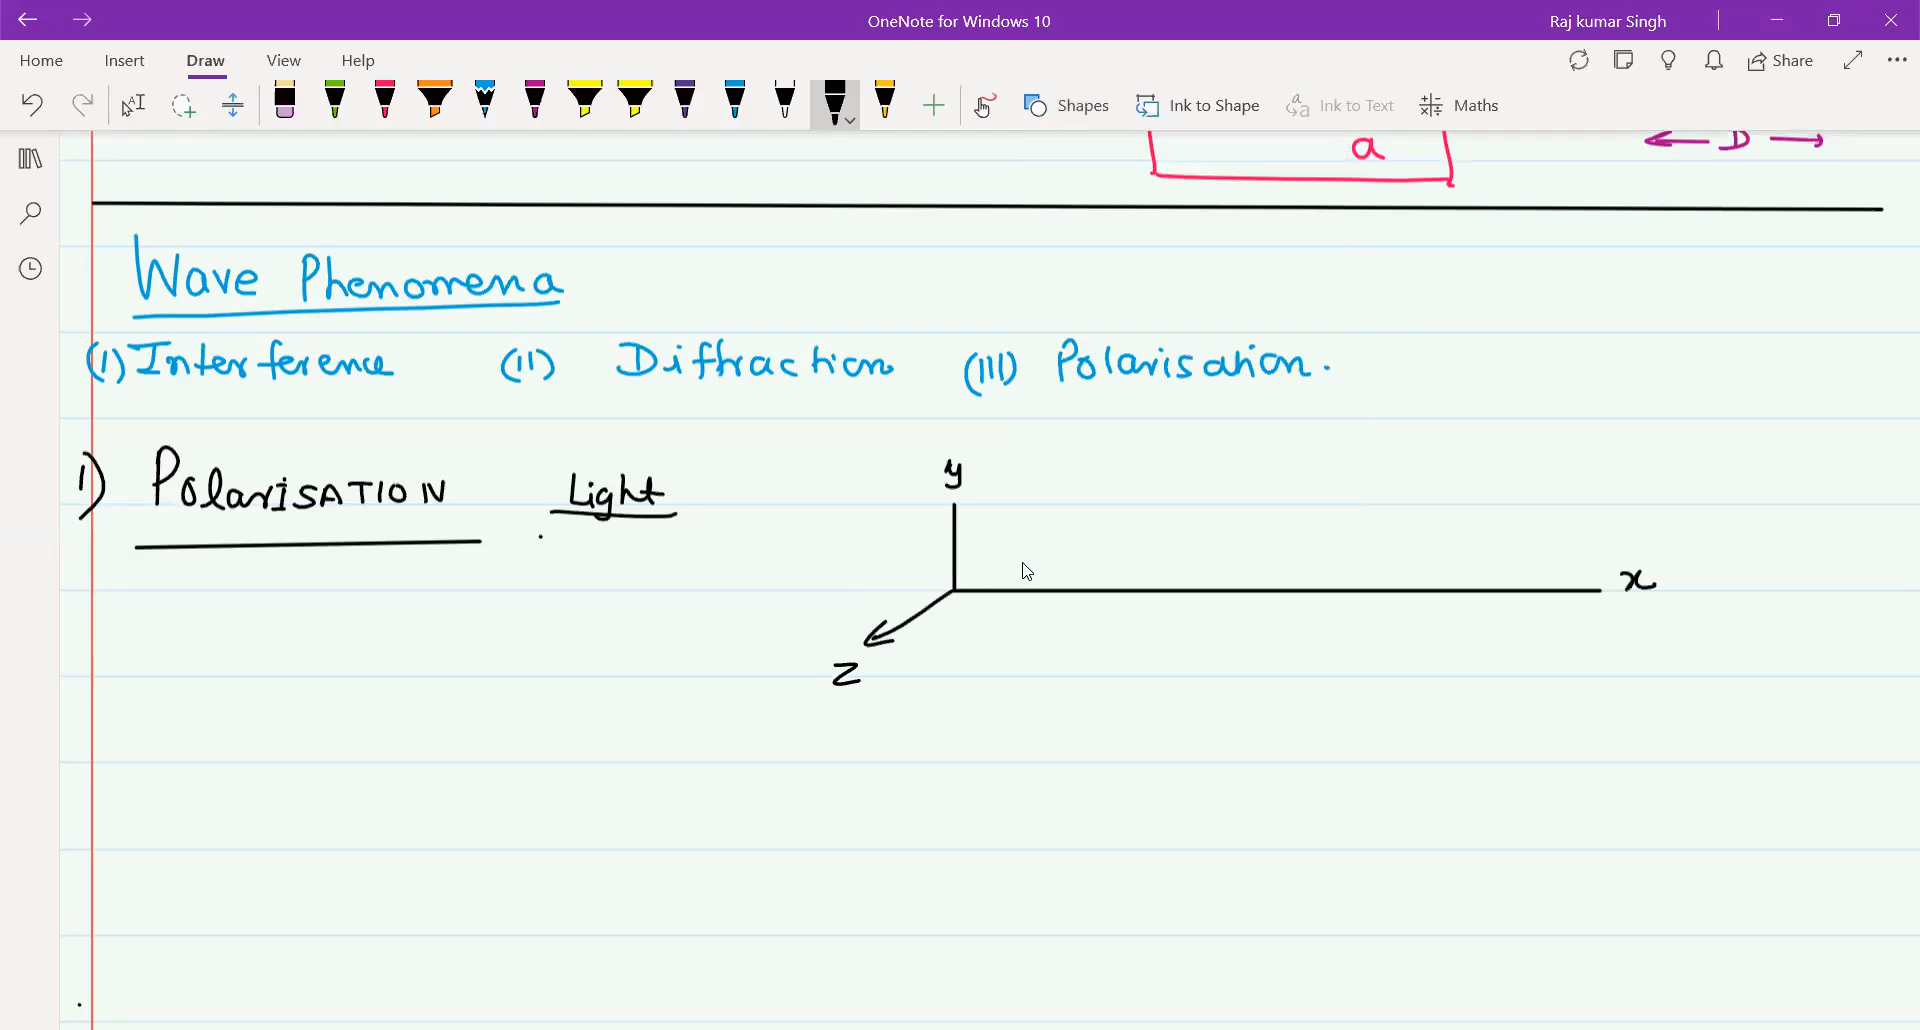 OneNote for Windows 10 Raj kumar Singh
Home Insert Draw View Help Share
Shapes Ink to Shape Ink to Text Maths
a ← D →
Wave Phenomena
(I) Interference (II) Diffraction (III) Polarisation.
1) PolarISATION Light
y
x
z